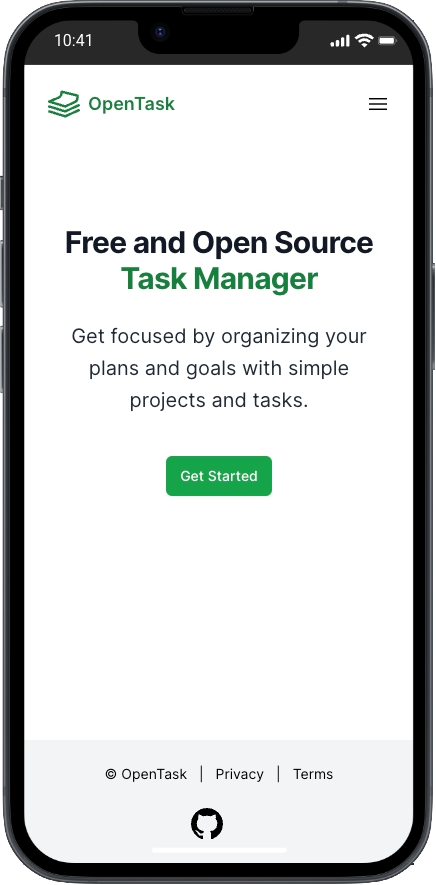 10:41
OpenTask
Free and Open Source
Task Manager
Get focused by organizing your
plans and goals with simple
projects and tasks.
Get Started
© OpenTask | Privacy | Terms